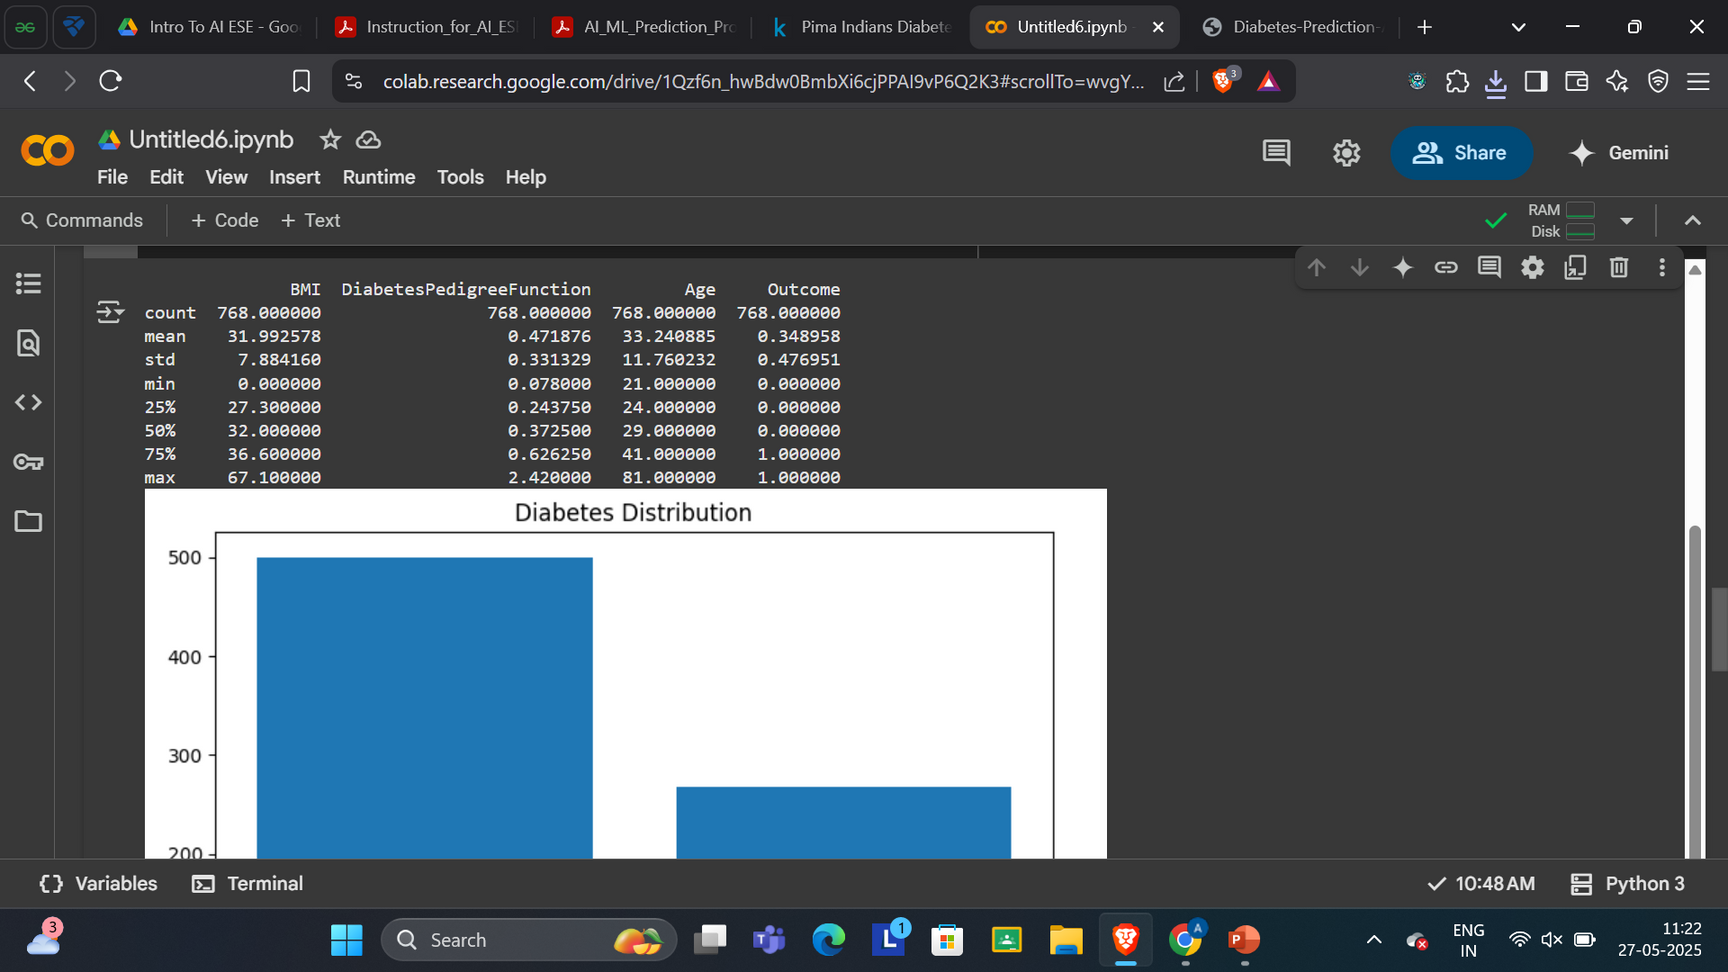 Intro To AI ESE - Goo
Instruction_for_AI_ES
AI_ML_Prediction_Pro
Pima Indians Diabete
Untitled6.ipynb
Diabetes-Prediction-
colab.research.google.com/drive/1Qzf6n_hwBdw0BmbXi6cjPPAI9vP6Q2K3#scrollTo=wvgY...
3
Untitled6.ipynb
Share
Gemini
File Edit View Insert Runtime Tools Help
Commands + Code + Text
RAM
Disk
BMI DiabetesPedigreeFunction Age Outcome
count 768.000000 768.000000 768.000000 768.000000
mean 31.992578 0.471876 33.240885 0.348958
std 7.884160 0.331329 11.760232 0.476951
min 0.000000 0.078000 21.000000 0.000000
25% 27.300000 0.243750 24.000000 0.000000
50% 32.000000 0.372500 29.000000 0.000000
75% 36.600000 0.626250 41.000000 1.000000
max 67.100000 2.420000 81.000000 1.000000
Diabetes Distribution
500
400
300
200
Variables Terminal
10:48 AM Python 3
3
Search
1
A
ENG
IN
11:22
27-05-2025